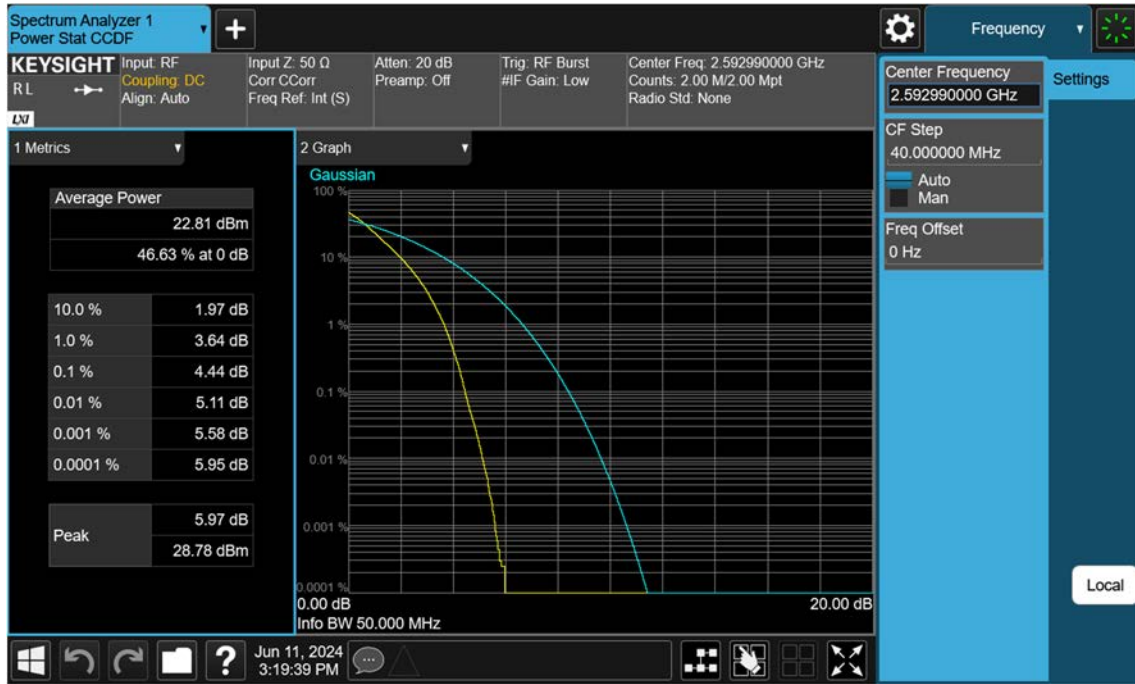 Spectrum Analyzer 1
Power Stat CCDF
+
Frequency
KEYSIGHT
RL
LXI
Input: RF
Coupling: DC
Align: Auto
Input Z: 50 Ω
Corr CCorr
Freq Ref: Int (S)
Atten: 20 dB
Preamp: Off
Trig: RF Burst
#IF Gain: Low
Center Freq: 2.592990000 GHz
Counts: 2.00 M/2.00 Mpt
Radio Std: None
Center Frequency
2.592990000 GHz
Settings
CF Step
40.000000 MHz
Auto
Man
Freq Offset
0 Hz
Local
1 Metrics
Average Power
22.81 dBm
46.63 % at 0 dB
10.0 % 1.97 dB
1.0 % 3.64 dB
0.1 % 4.44 dB
0.01 % 5.11 dB
0.001 % 5.58 dB
0.0001 % 5.95 dB
Peak
5.97 dB
28.78 dBm
2 Graph
Gaussian
100 %
10 %
1 %
0.1 %
0.01 %
0.001 %
0.0001 %
0.00 dB 20.00 dB
Info BW 50.000 MHz
?
Jun 11, 2024
3:19:39 PM